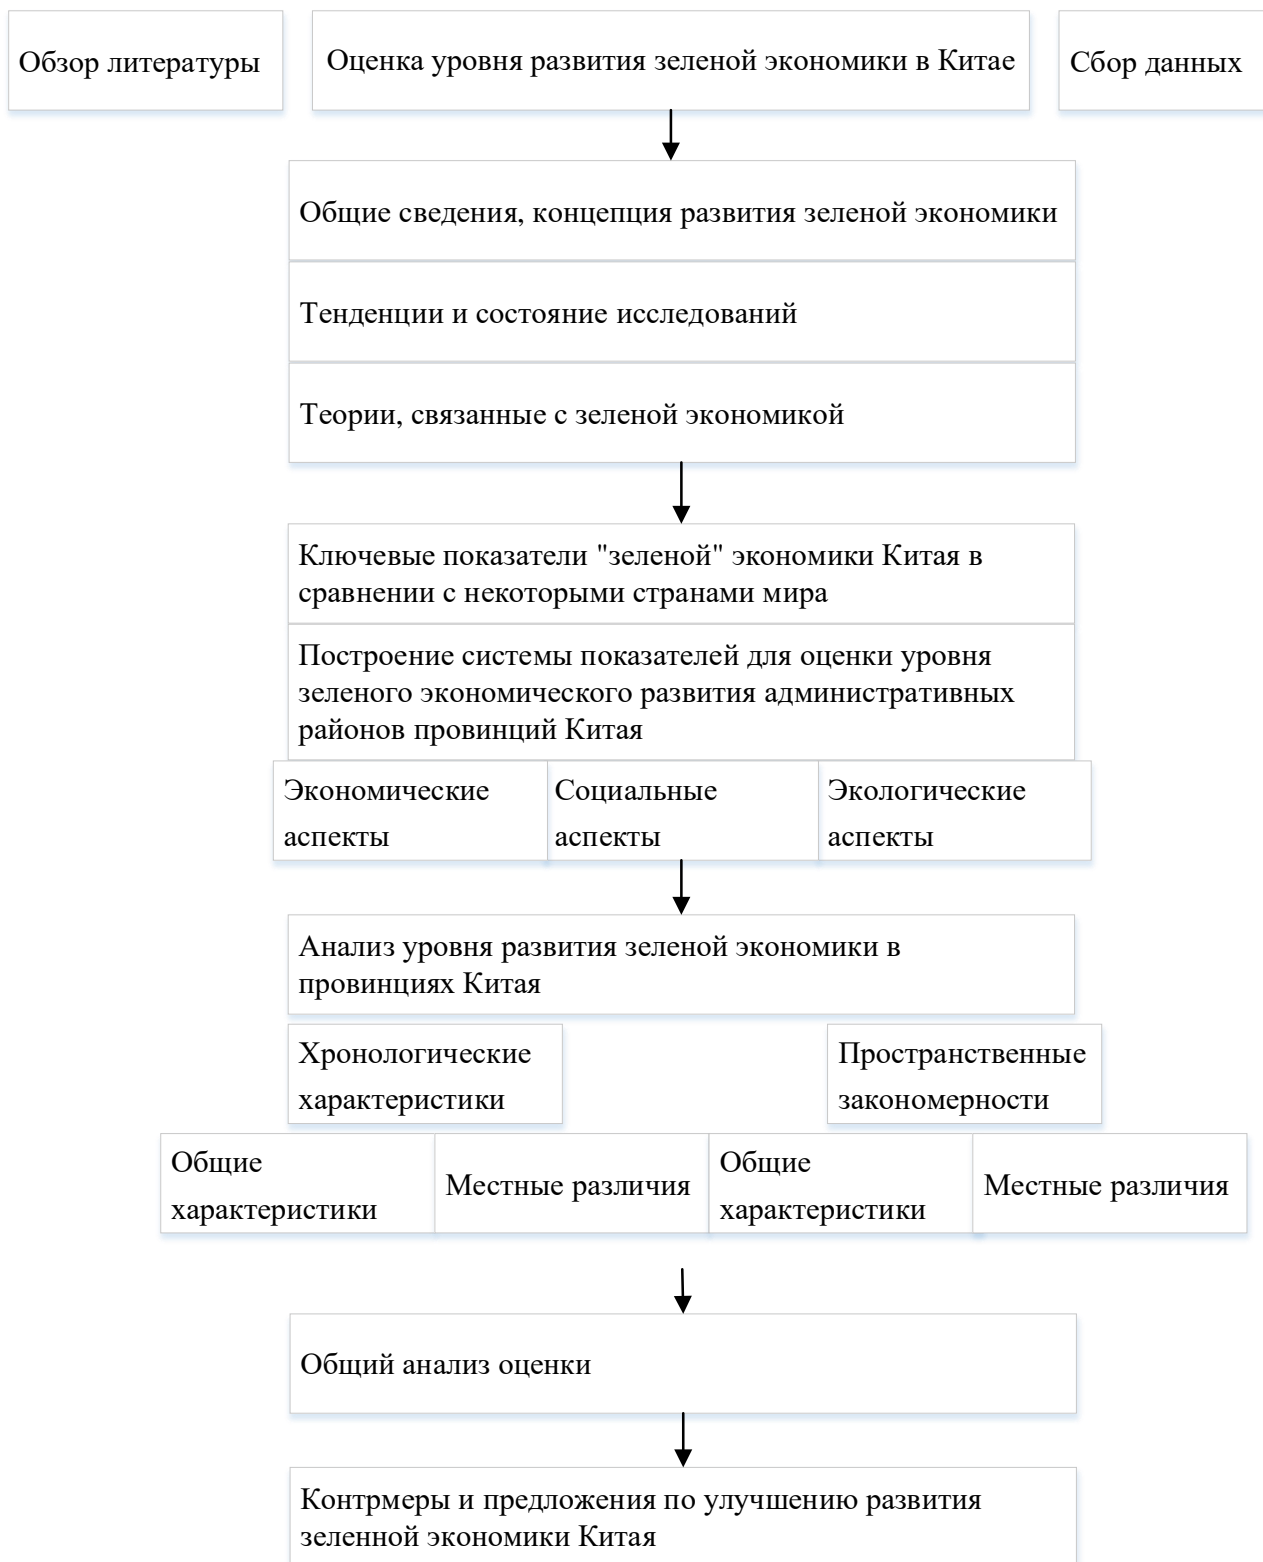 Обзор литературы
Оценка уровня развития зеленой экономики в Китае
Сбор данных
Общие сведения, концепция развития зеленой экономики
Тенденции и состояние исследований
Теории, связанные с зеленой экономикой
Ключевые показатели "зеленой" экономики Китая в
сравнении с некоторыми странами мира
Построение системы показателей для оценки уровня
зеленого экономического развития административных
районов провинций Китая
Экономические
аспекты
Социальные
аспекты
Экологические
аспекты
Анализ уровня развития зеленой экономики в
провинциях Китая
Хронологические
характеристики
Пространственные
закономерности
Общие
характеристики
Местные различия
Общие
характеристики
Местные различия
Общий анализ оценки
Контрмеры и предложения по улучшению развития
зеленной экономики Китая